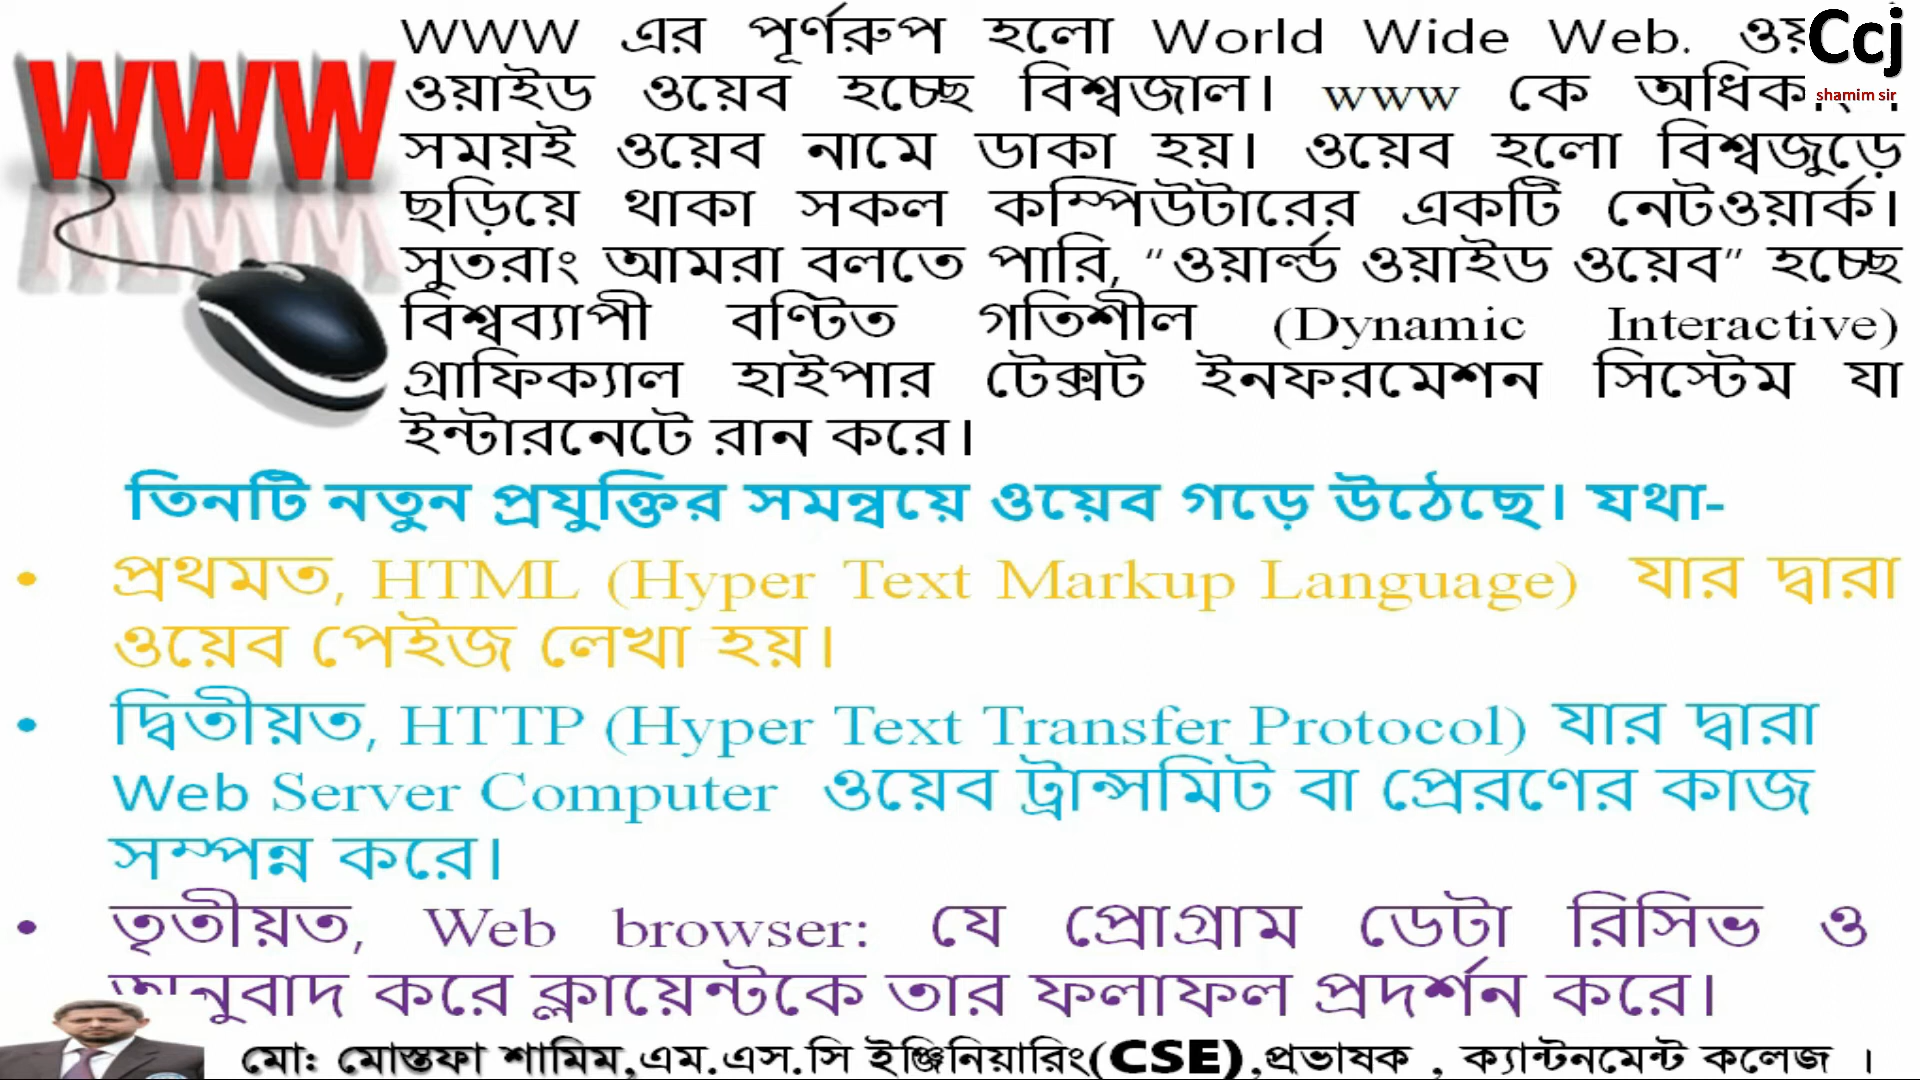 WWW এর পূর্ণরুপ হলো World Wide Web.
Ccj
shamim sir
ওয়াইড ওয়েব হচ্ছে বিশ্বজাল। www কে
সময়ই ওয়েব নামে ডাকা হয়। ওয়েব হলো বিশ্বজুড়ে
ছড়িয়ে থাকা সকল কম্পিউটারের একটি নেটওয়ার্ক।
সুতরাং আমরা বলতে পারি, “ওয়ার্ল্ড ওয়াইড ওয়েব” হচ্ছে
বিশ্বব্যাপী বণ্টিত গতিশীল (Dynamic Interactive)
গ্রাফিক্যাল হাইপার টেক্সট ইনফরমেশন সিস্টেম যা
ইন্টারনেটে রান করে।
WWW
তিনটি নতুন প্রযুক্তির সমন্বয়ে ওয়েব গড়ে উঠেছে। যথা-
• প্রথমত, HTML (Hyper Text Markup Language) যার দ্বারা
ওয়েব পেইজ লেখা হয়।
• দ্বিতীয়ত, HTTP (Hyper Text Transfer Protocol) যার দ্বারা
Web Server Computer ওয়েব ট্রান্সমিট বা প্রেরণের কাজ
সম্পন্ন করে।
• তৃতীয়ত, Web browser: যে প্রোগ্রাম ডেটা রিসিভ ও
অনুবাদ করে ক্লায়েন্টকে তার ফলাফল প্রদর্শন করে।
মোঃ মোস্তফা শামিম,এম.এস.সি ইঞ্জিনিয়ারিং(CSE),প্রভাষক , ক্যান্টনমেন্ট কলেজ ।